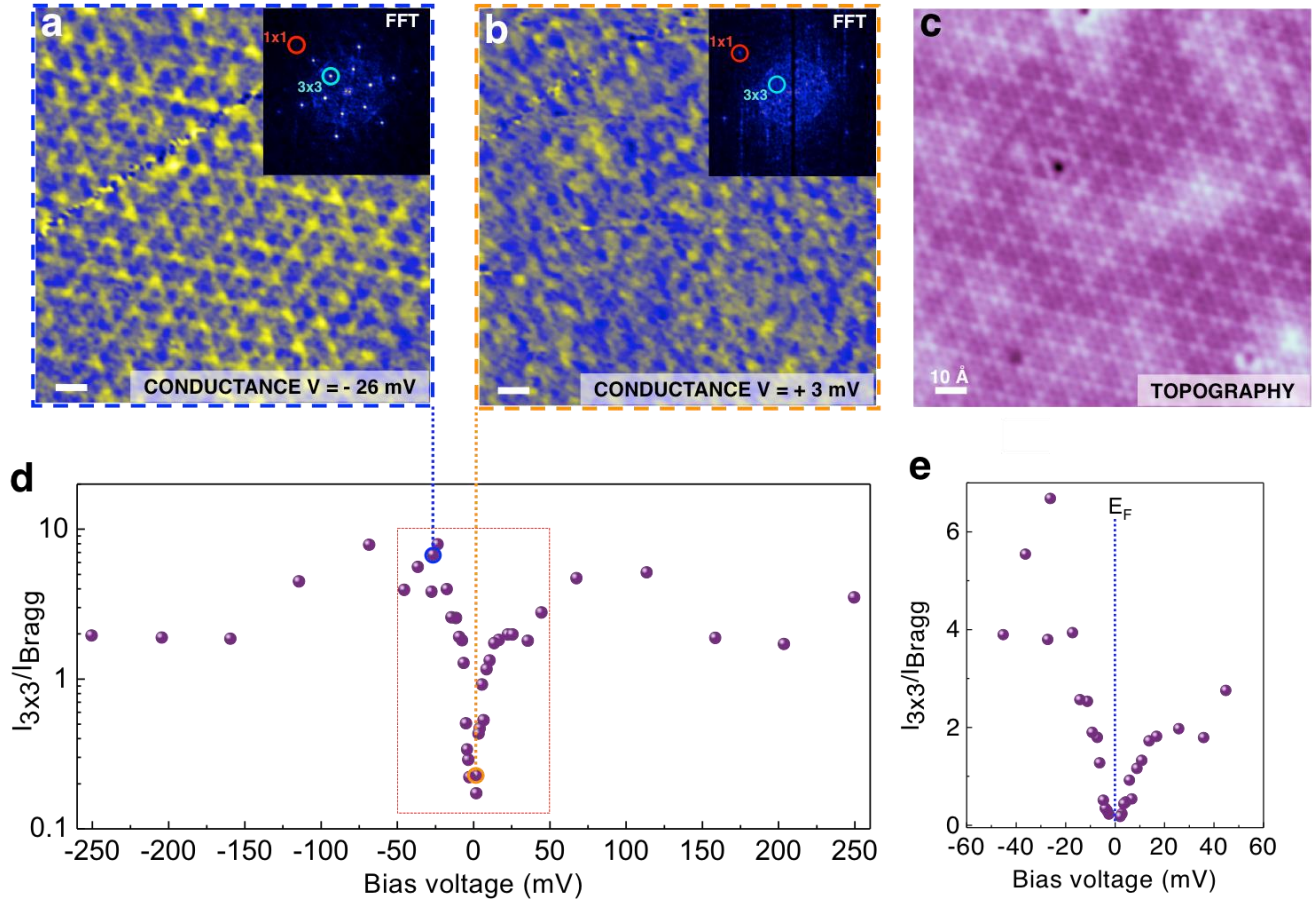 a
FFT
1x1
3x3
CONDUCTANCE V = - 26 mV
b
FFT
1x1
3x3
CONDUCTANCE V = + 3 mV
c
10 Å
TOPOGRAPHY
d
I3x3/IBragg
10
1
0.1
-250 -200 -150 -100 -50 0 50 100 150 200 250
Bias voltage (mV)
e
EF
I3x3/IBragg
6
4
2
0
-60 -40 -20 0 20 40 60
Bias voltage (mV)